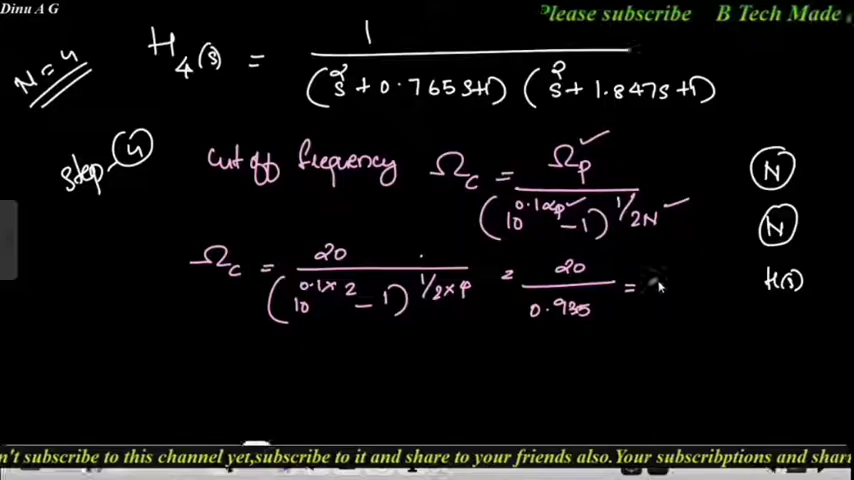 Dinu A G
Please subscribe B Tech Made
N=4 H₄(s) = 1 / (s²+0.765s+1) (s²+1.847s+1)
Step 4 Cut off frequency Ωc = Ωp / (10^0.1αp − 1)^1/2N N
N
Ωc = 20 / (10^0.1×2 − 1)^1/2×4 = 20 / 0.935 = H(s)
n't subscribe to this channel yet,subscribe to it and share to your friends also.Your subscribptions and shar